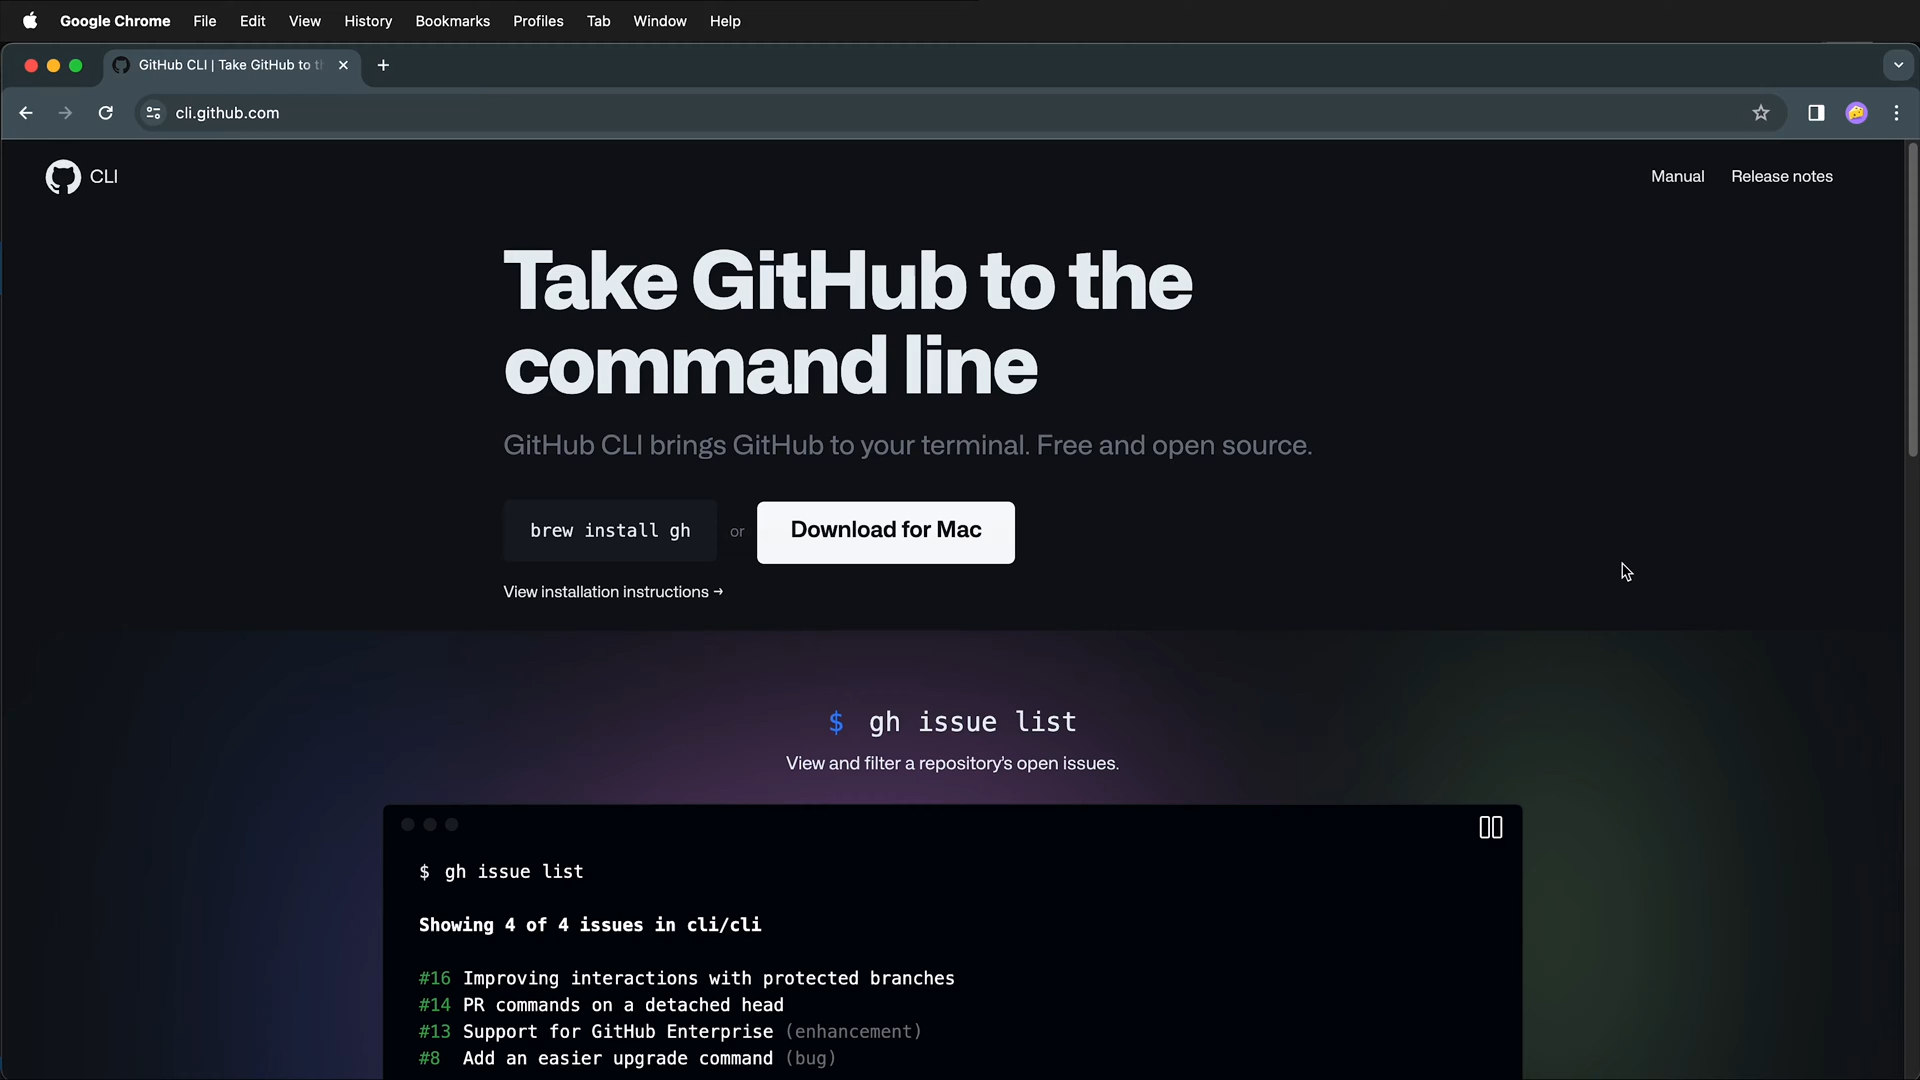 Google Chrome File Edit View History Bookmarks Profiles Tab Window Help
GitHub CLI | Take GitHub to t
cli.github.com
CLI
Manual Release notes
Take GitHub to the
command line
GitHub CLI brings GitHub to your terminal. Free and open source.
brew install gh or Download for Mac
View installation instructions →
$ gh issue list
View and filter a repository's open issues.
$ gh issue list
Showing 4 of 4 issues in cli/cli
#16 Improving interactions with protected branches
#14 PR commands on a detached head
#13 Support for GitHub Enterprise (enhancement)
#8 Add an easier upgrade command (bug)